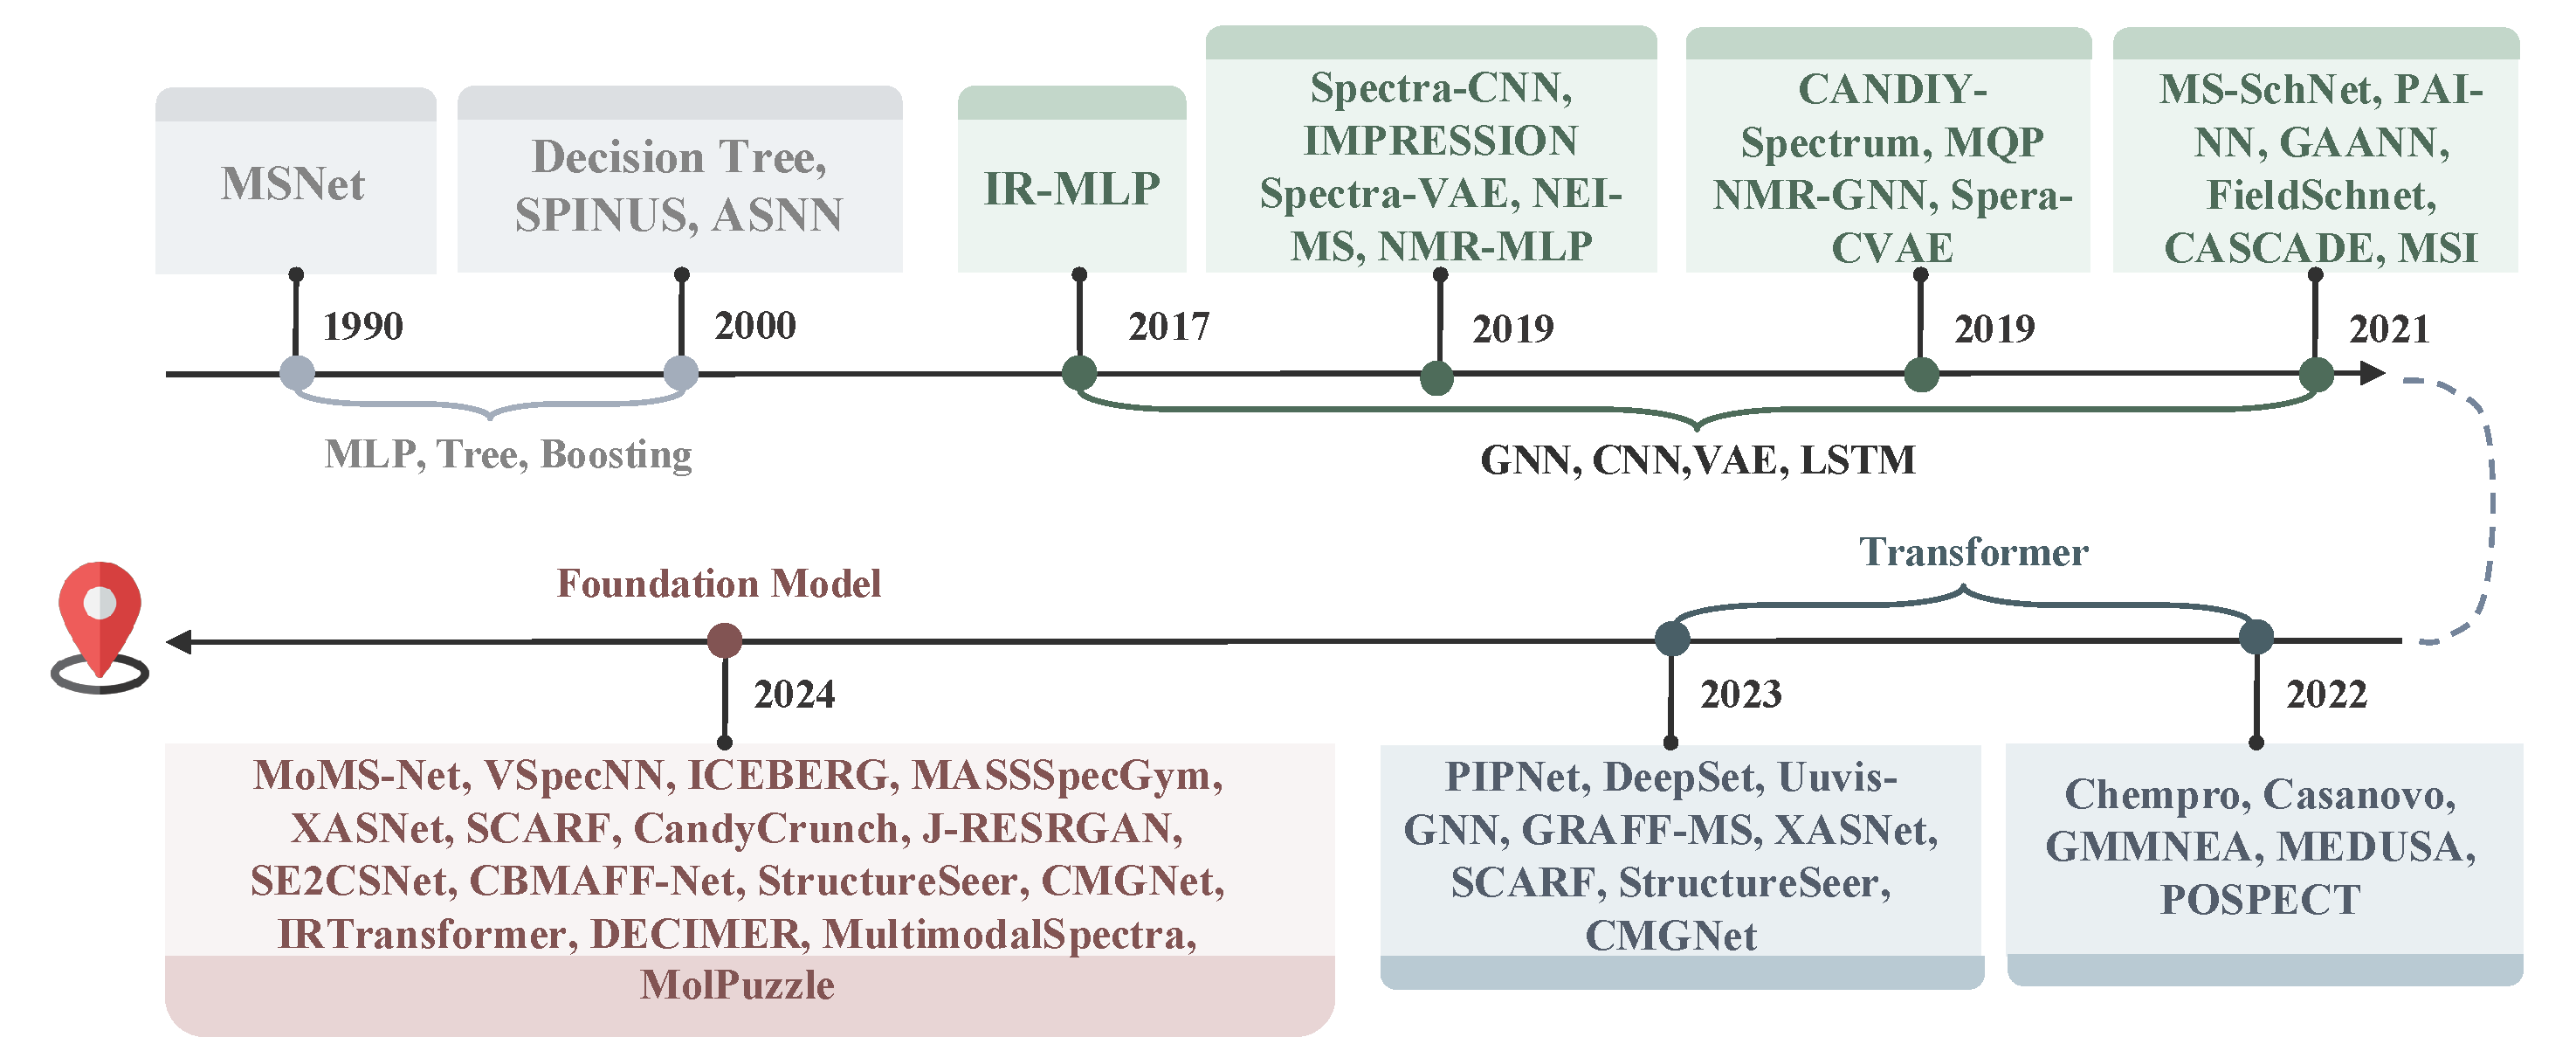 MSNet
1990
Decision Tree,
SPINUS, ASNN
2000
MLP, Tree, Boosting
IR-MLP
2017
Spectra-CNN,
IMPRESSION
Spectra-VAE, NEI-
MS, NMR-MLP
2019
CANDIY-
Spectrum, MQP
NMR-GNN, Spera-
CVAE
2019
MS-SchNet, PAI-
NN, GAANN,
FieldSchnet,
CASCADE, MSI
2021
GNN, CNN,VAE, LSTM
Transformer
2022
Chempro, Casanovo,
GMMNEA, MEDUSA,
POSPECT
2023
PIPNet, DeepSet, Uuvis-
GNN, GRAFF-MS, XASNet,
SCARF, StructureSeer,
CMGNet
Foundation Model
2024
MoMS-Net, VSpecNN, ICEBERG, MASSSpecGym,
XASNet, SCARF, CandyCrunch, J-RESRGAN,
SE2CSNet, CBMAFF-Net, StructureSeer, CMGNet,
IRTransformer, DECIMER, MultimodalSpectra,
MolPuzzle